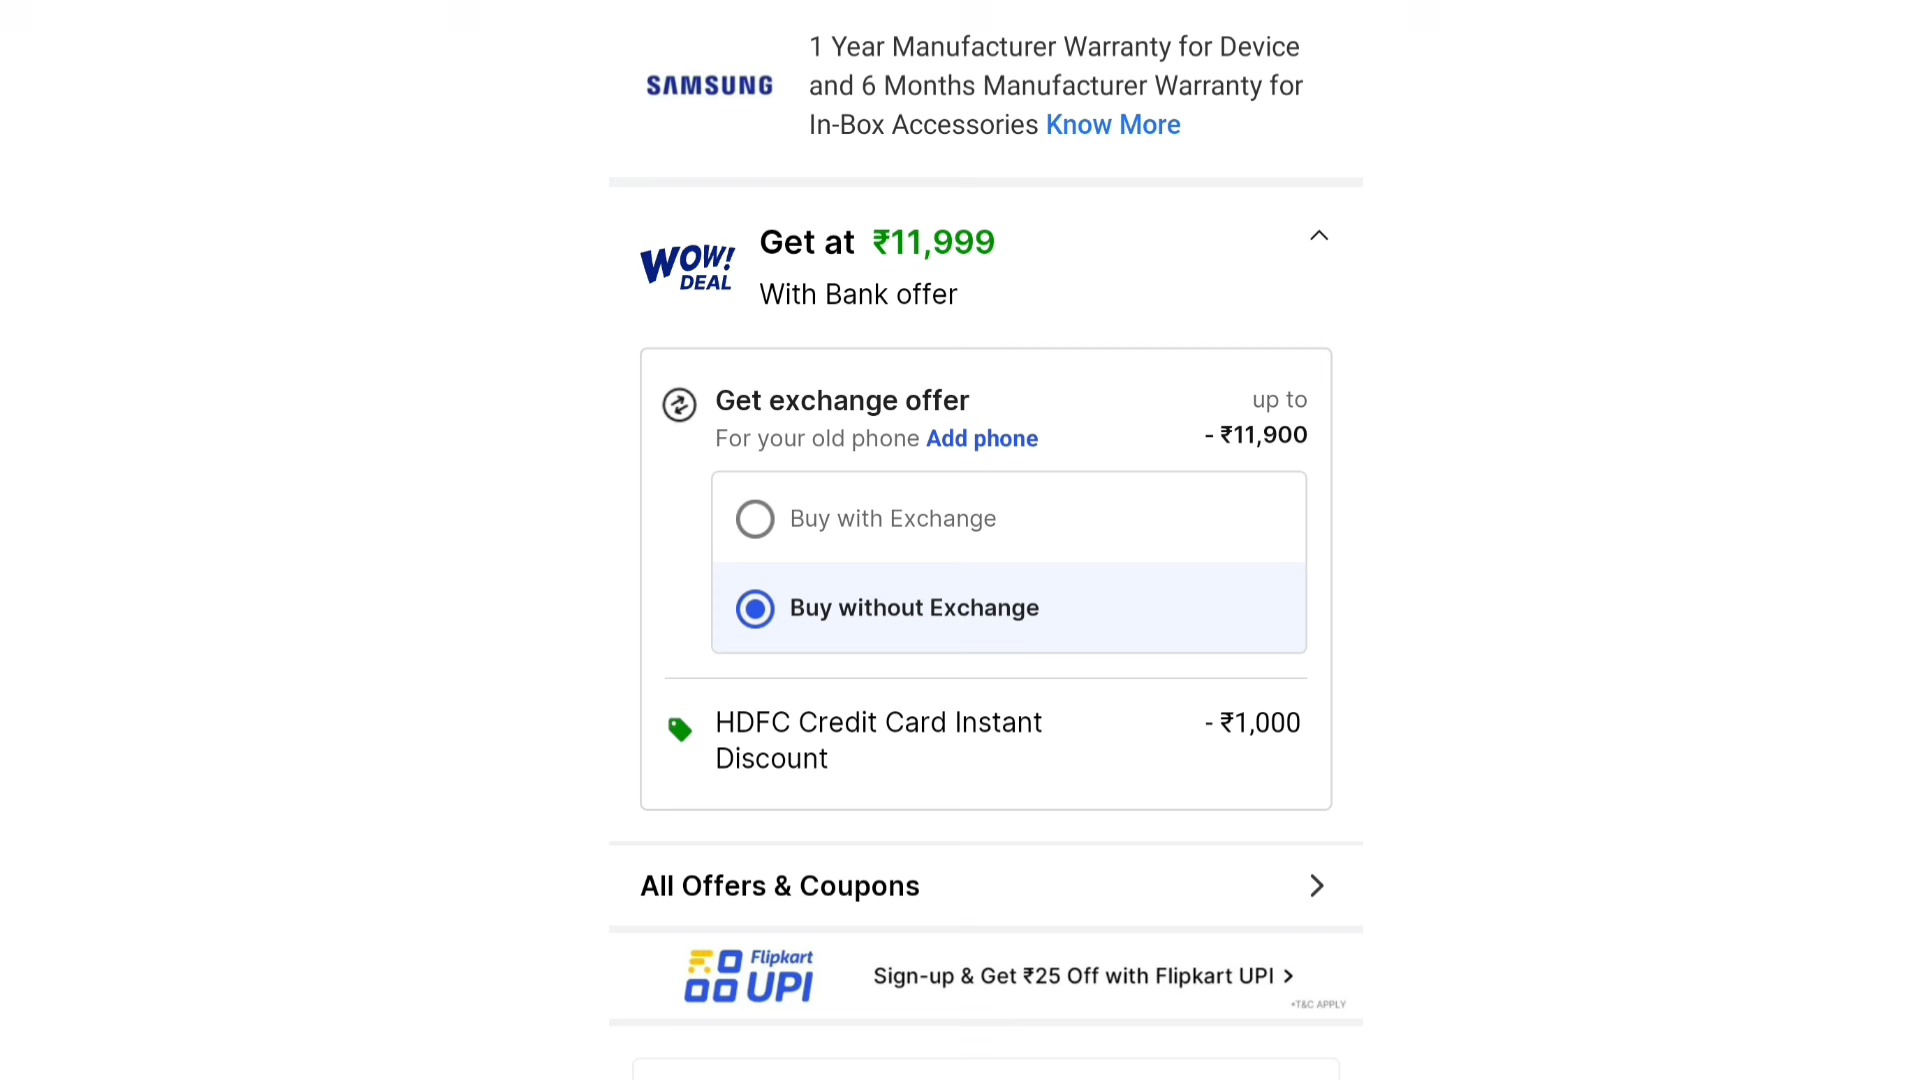 SAMSUNG
1 Year Manufacturer Warranty for Device
and 6 Months Manufacturer Warranty for
In-Box Accessories Know More
WOW!
DEAL
Get at ₹11,999
With Bank offer
Get exchange offer
up to
For your old phone Add phone
- ₹11,900
Buy with Exchange
Buy without Exchange
HDFC Credit Card Instant
Discount
- ₹1,000
All Offers & Coupons
Flipkart
UPI
Sign-up & Get ₹25 Off with Flipkart UPI >
*T&C APPLY